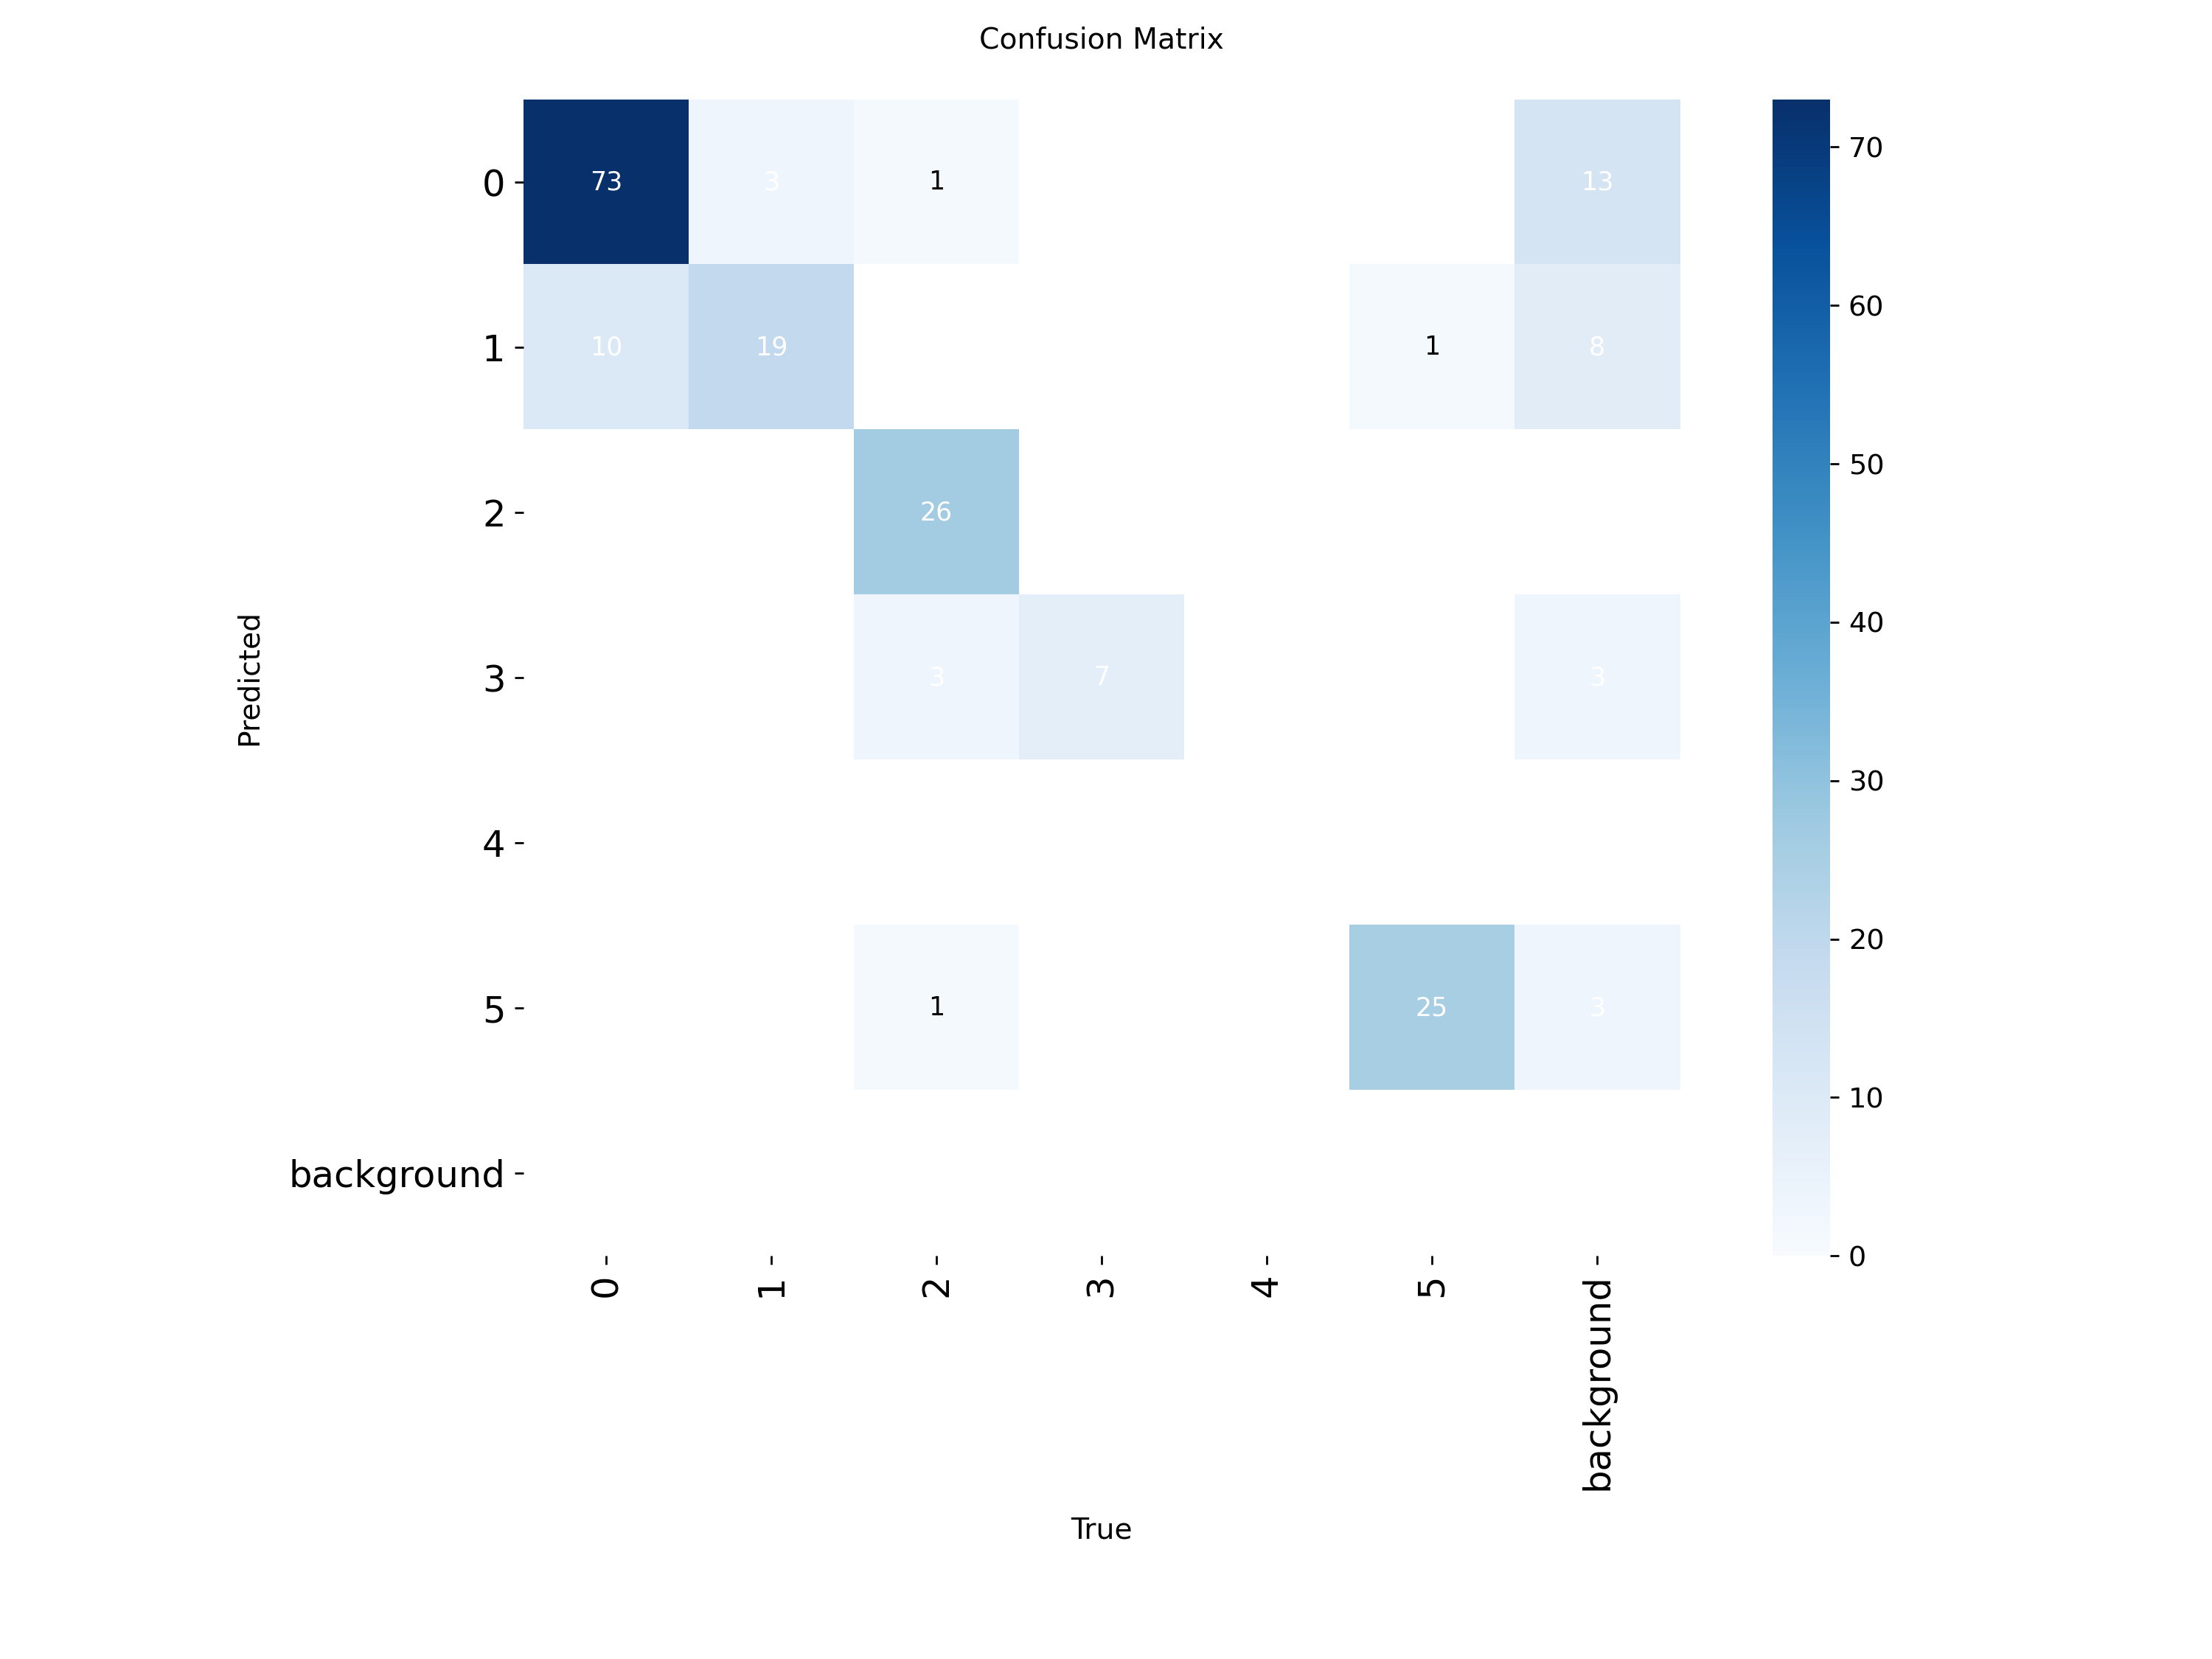 Confusion Matrix
0 73 3 1 13 70
60
1 10 19 1 8
50
2 26
40
3 3 7 3
30
4
20
5 1 25 3
10
background
0
0 1 2 3 4 5 background
Predicted
True